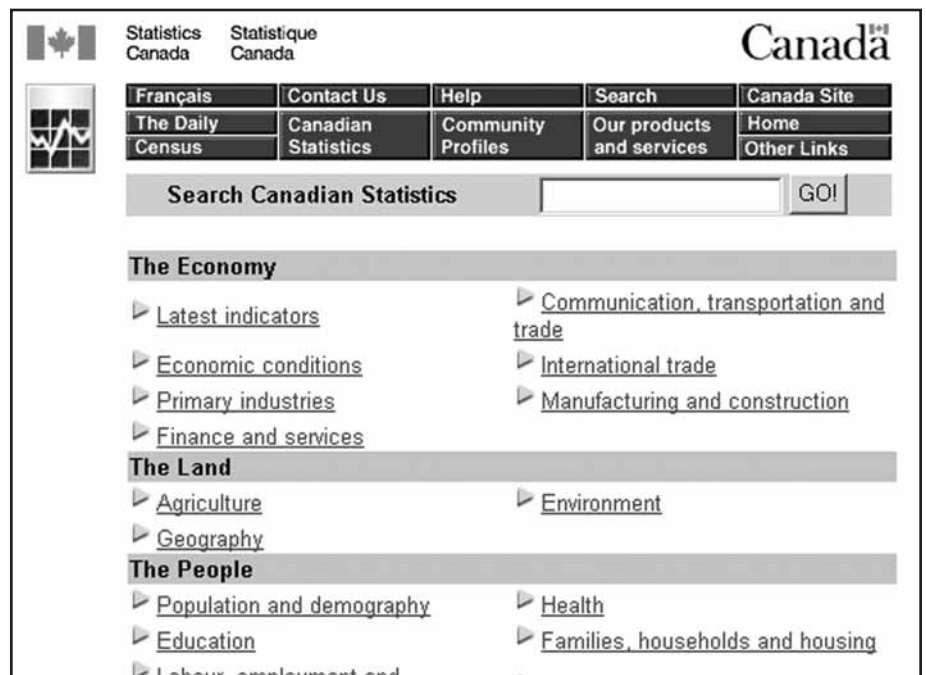 Statistics Statistique
Canada Canada
Canada
Français Contact Us Help Search Canada Site
The Daily Canadian Community Our products Home
Census Statistics Profiles and services Other Links
Search Canadian Statistics GO!
The Economy
Latest indicators Communication, transportation and
trade
Economic conditions International trade
Primary industries Manufacturing and construction
Finance and services
The Land
Agriculture Environment
Geography
The People
Population and demography Health
Education Families, households and housing
Labour, employment and